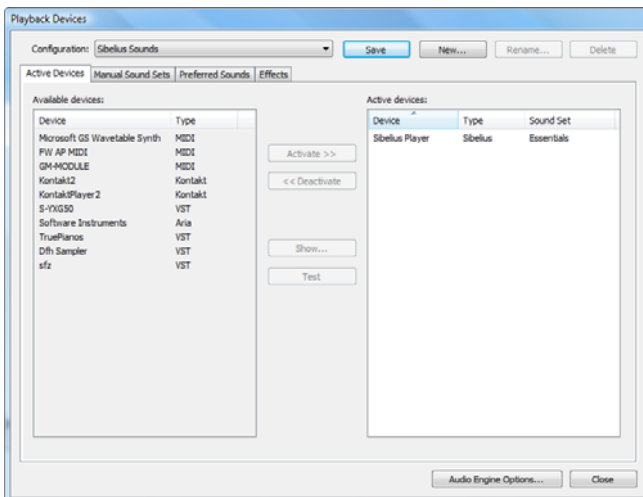 Playback Devices
Configuration: Sibelius Sounds Save New... Rename... Delete
Active Devices Manual Sound Sets Preferred Sounds Effects
Available devices: Active devices:
Device Type Device Type Sound Set
Microsoft GS Wavetable Synth MIDI Sibelius Player Sibelius Essentials
FW AP MIDI MIDI
GM-MODULE MIDI
Kontakt2 Kontakt
KontaktPlayer2 Kontakt
S-YXG50 VST
Software Instruments Aria
TruePianos VST
Dfh Sampler VST
sfz VST
Activate >>
<< Deactivate
Show...
Test
Audio Engine Options... Close